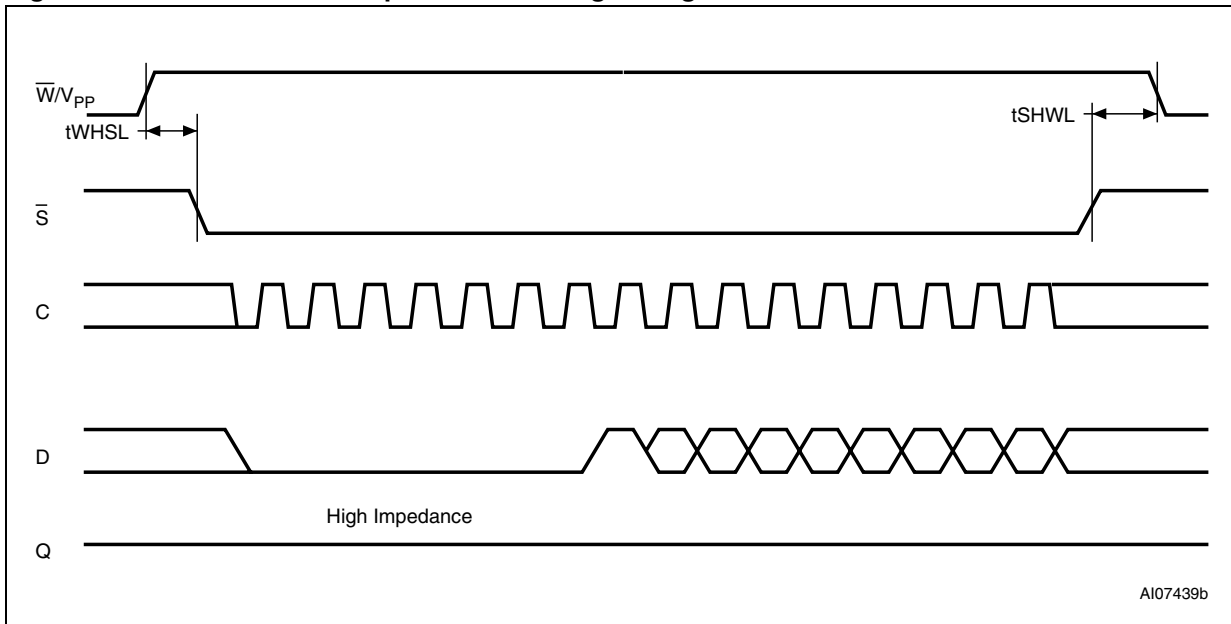 W̅/VPP
tWHSL
tSHWL
S̅
C
D
High Impedance
Q
AI07439b